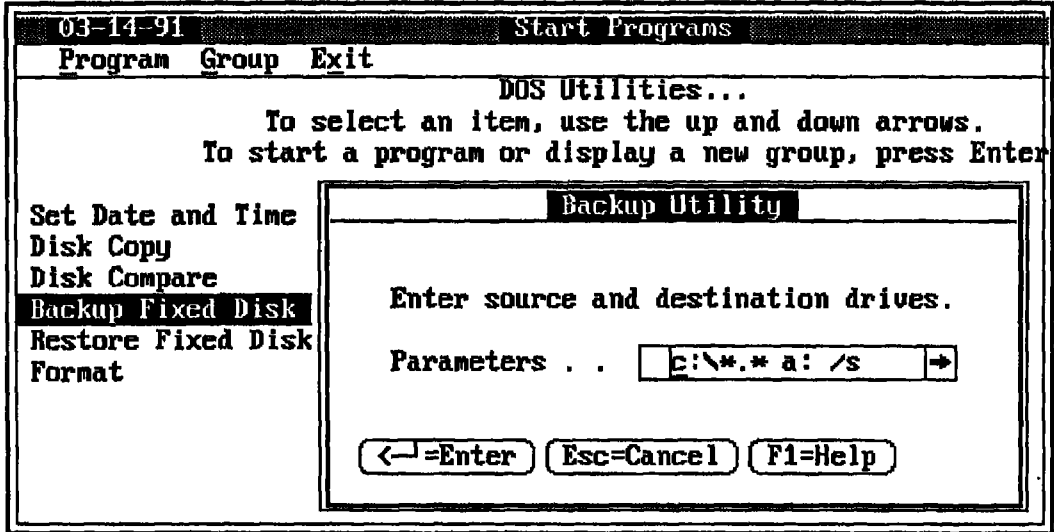 03-14-91 Start Programs
Program Group Exit
DOS Utilities...
To select an item, use the up and down arrows.
To start a program or display a new group, press Enter
Set Date and Time
Disk Copy
Disk Compare
Backup Fixed Disk
Restore Fixed Disk
Format
Backup Utility
Enter source and destination drives.
Parameters . . c:\*.* a: /s →
<─┘=Enter Esc=Cancel F1=Help